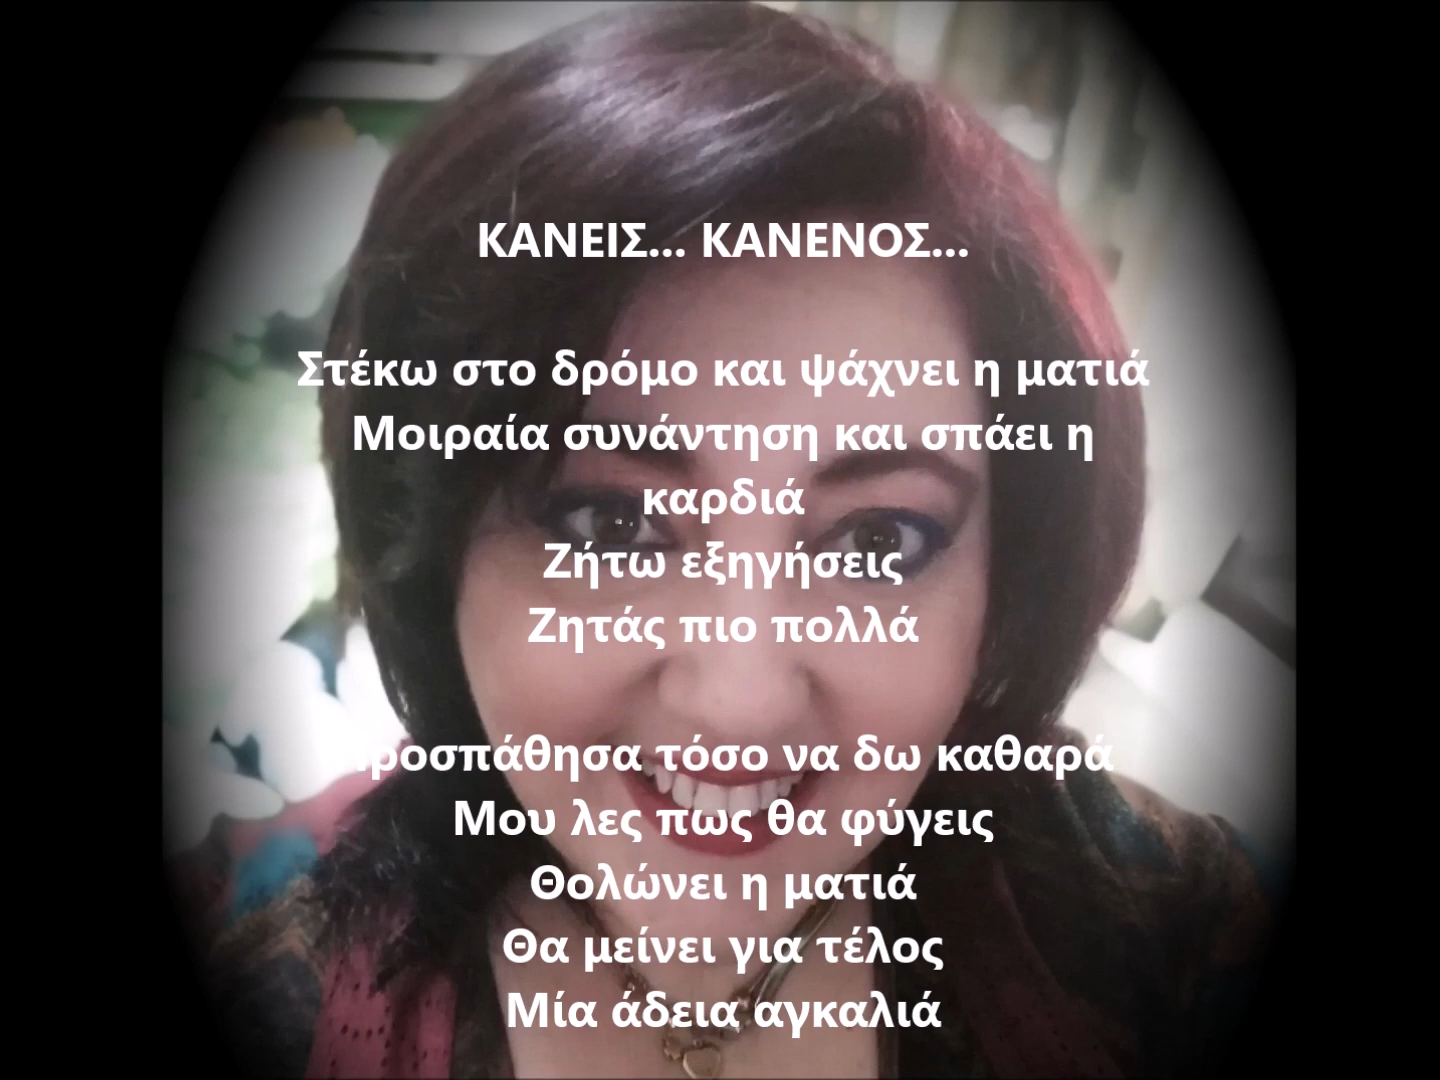 ΚΑΝΕΙΣ... ΚΑΝΕΝΟΣ...
Στέκω στο δρόμο και ψάχνει η ματιά
Μοιραία συνάντηση και σπάει η
καρδιά
Ζήτω εξηγήσεις
Ζητάς πιο πολλά
Προσπάθησα τόσο να δω καθαρά
Μου λες πως θα φύγεις
Θολώνει η ματιά
Θα μείνει για τέλος
Μία άδεια αγκαλιά